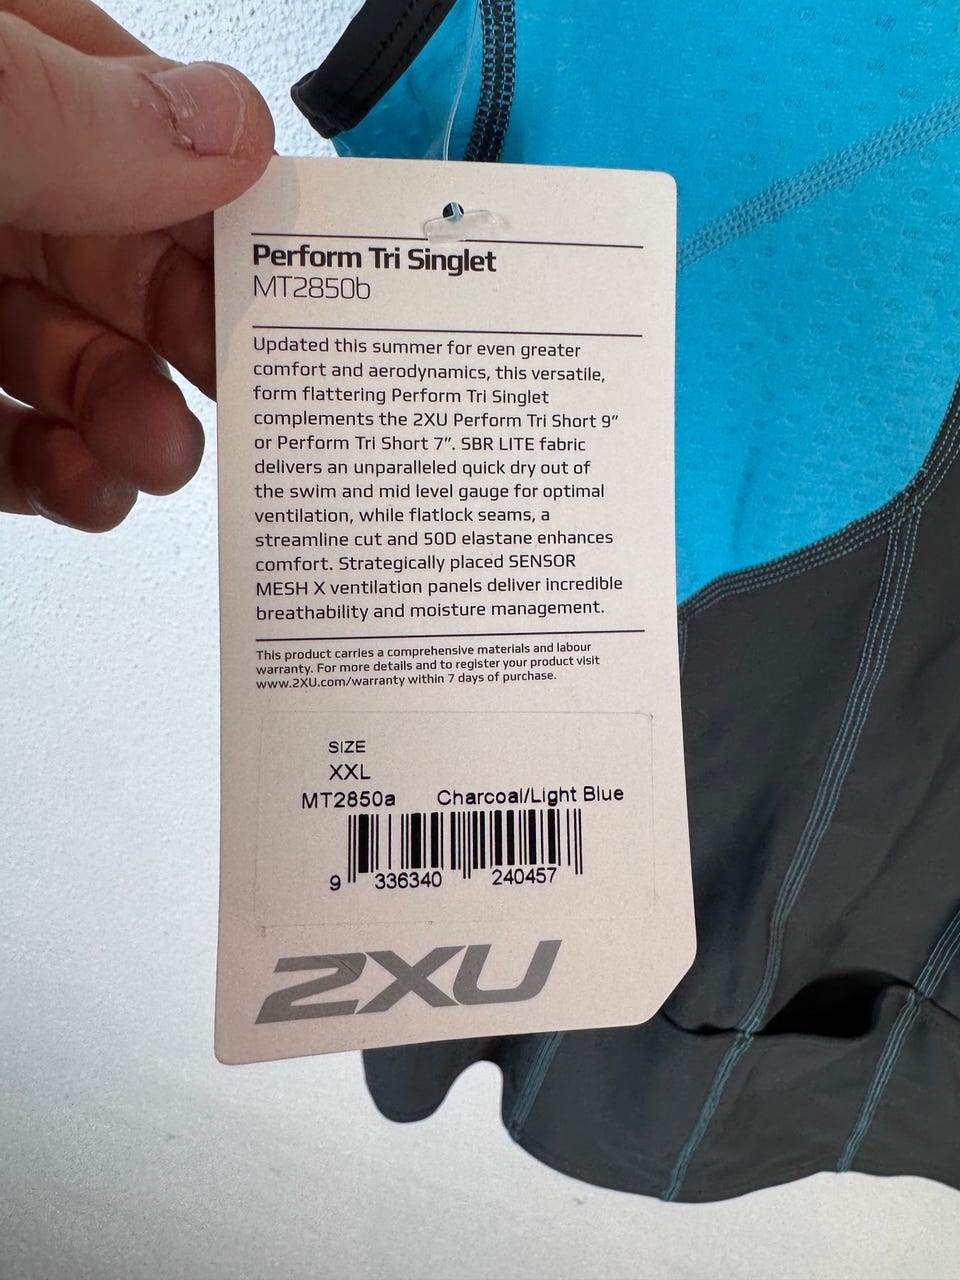 Perform Tri Singlet
MT2850b
Updated this summer for even greater
comfort and aerodynamics, this versatile,
form flattering Perform Tri Singlet
complements the 2XU Perform Tri Short 9”
or Perform Tri Short 7”. SBR LITE fabric
delivers an unparalleled quick dry out of
the swim and mid level gauge for optimal
ventilation, while flatlock seams, a
streamline cut and 50D elastane enhances
comfort. Strategically placed SENSOR
MESH X ventilation panels deliver incredible
breathability and moisture management.
This product carries a comprehensive materials and labour
warranty. For more details and to register your product visit
www.2XU.com/warranty within 7 days of purchase.
SIZE
XXL
MT2850a Charcoal/Light Blue
9 336340 240457
2XU